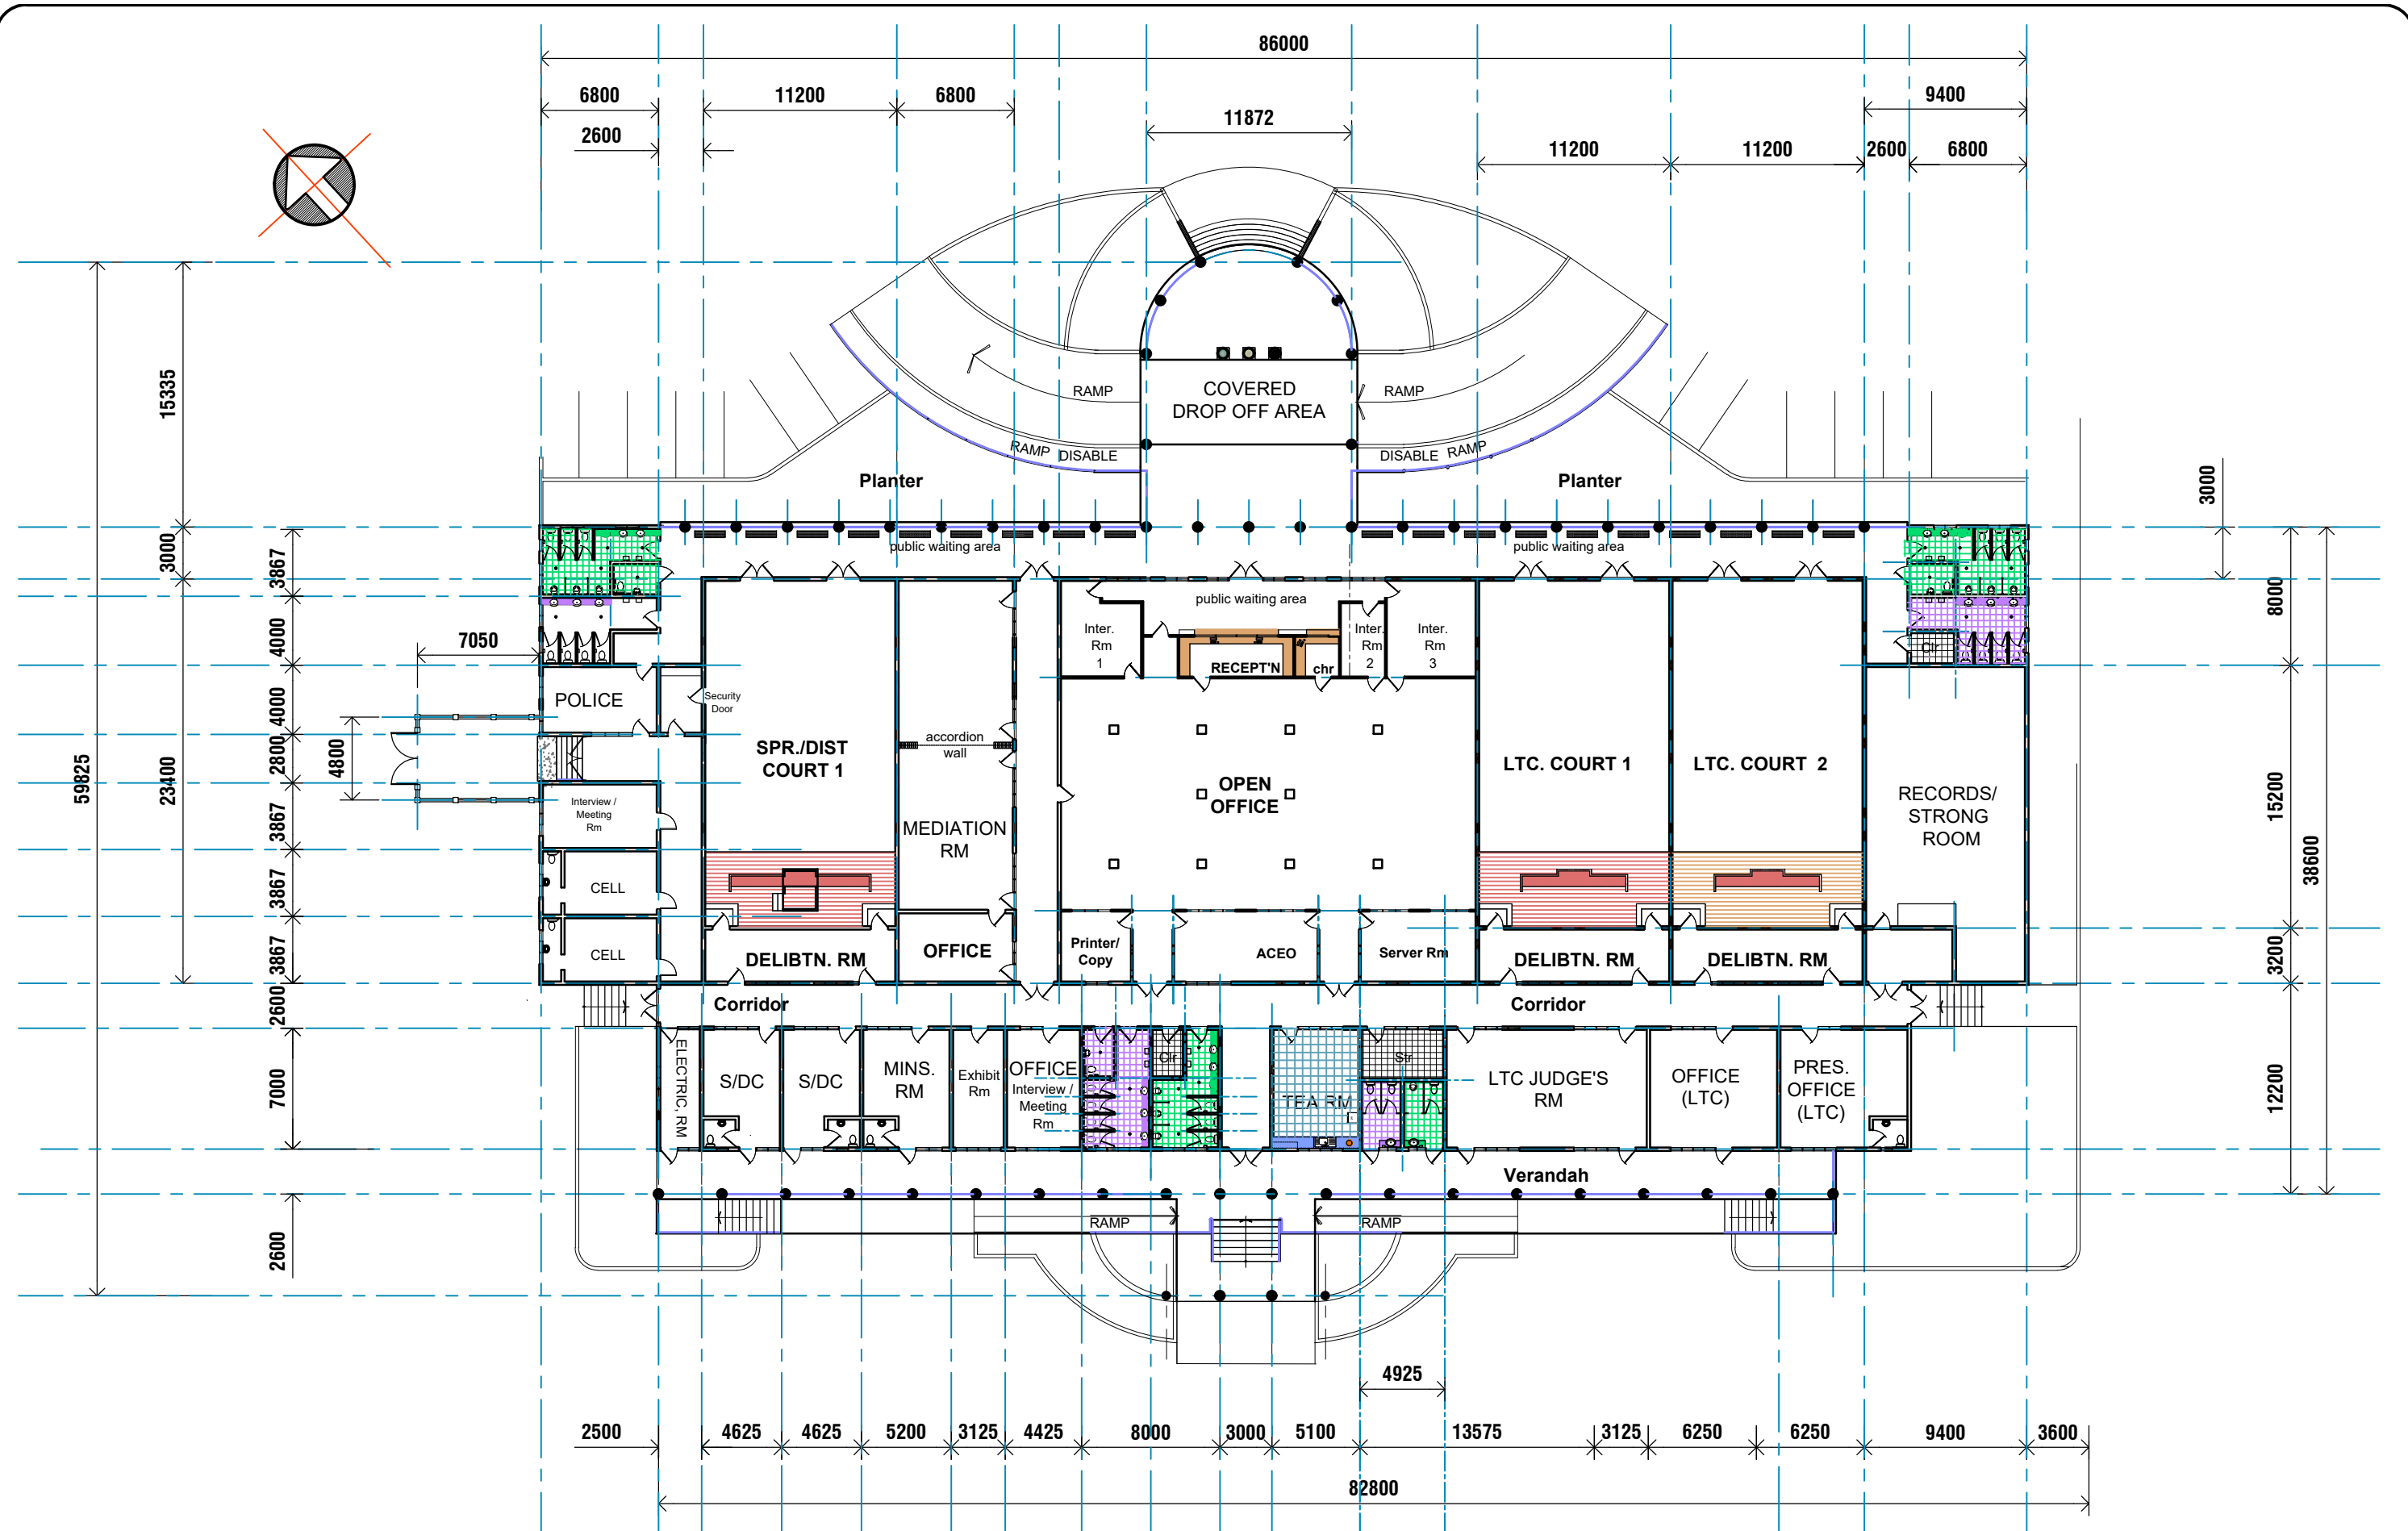 86000
6800
11200
6800
9400
11872
2600
11200
11200
2600
6800
15335
3000
59825
23400
3867
4000
4000
2800
3867
3867
3867
2600
7000
2600
7050
4800
3000
8000
15200
3200
12200
38600
RAMP
COVERED
DROP OFF AREA
RAMP
RAMP DISABLE
DISABLE RAMP
Planter
Planter
public waiting area
public waiting area
public waiting area
Inter.
Rm
1
RECEPT'N
chr
Inter.
Rm
2
Inter.
Rm
3
POLICE
Security
Door
SPR./DIST
COURT 1
accordion
wall
MEDIATION
RM
OPEN
OFFICE
LTC. COURT 1
LTC. COURT 2
RECORDS/
STRONG
ROOM
Clr
Interview /
Meeting
Rm
CELL
CELL
DELIBTN. RM
OFFICE
Printer/
Copy
ACEO
Server Rm
DELIBTN. RM
DELIBTN. RM
Corridor
Corridor
ELECTRIC, RM
S/DC
S/DC
MINS.
RM
Exhibit
Rm
OFFICE
Interview /
Meeting
Rm
Clr
TEA RM
Str
LTC JUDGE'S
RM
OFFICE
(LTC)
PRES.
OFFICE
(LTC)
Verandah
RAMP
RAMP
4925
2500
4625
4625
5200
3125
4425
8000
3000
5100
13575
3125
6250
6250
9400
3600
82800